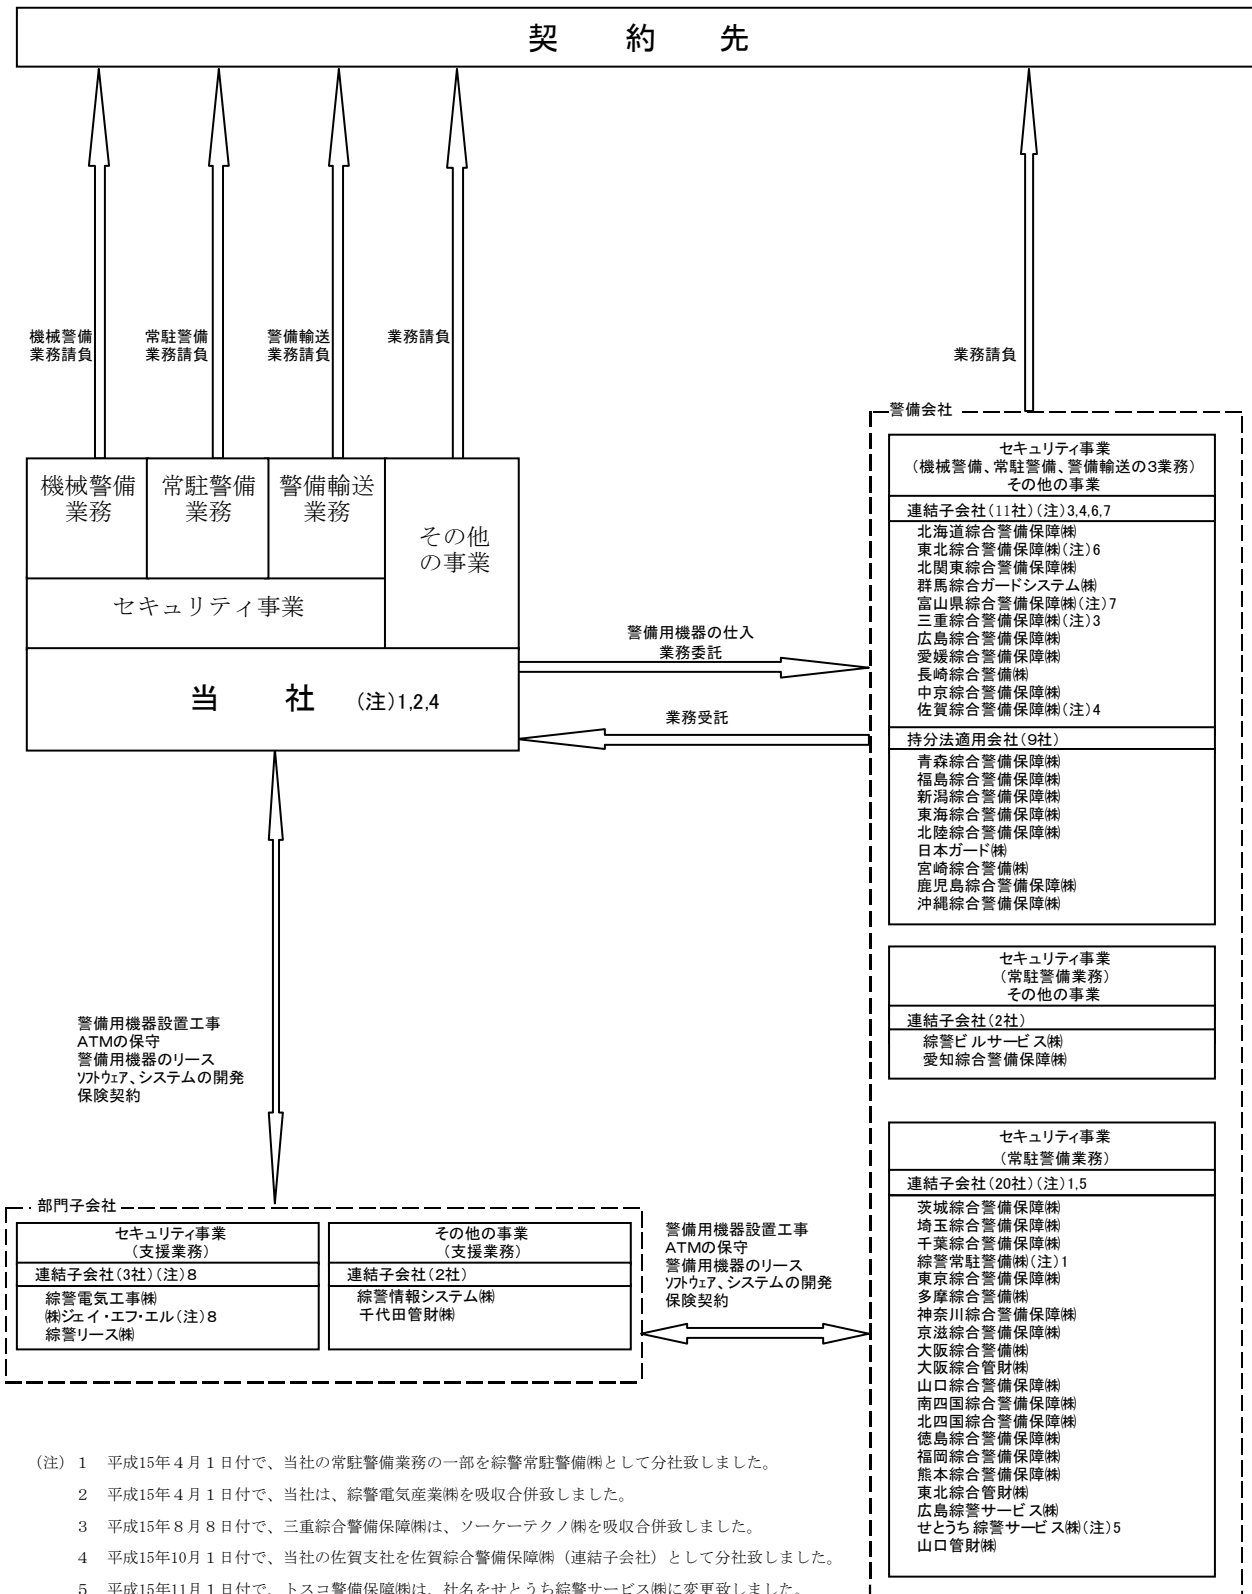 契約先
機械警備
業務請負
常駐警備
業務請負
警備輸送
業務請負
業務請負
業務請負
機械警備
業務
常駐警備
業務
警備輸送
業務
その他
の事業
セキュリティ事業
当社 (注)1,2,4
警備用機器の仕入
業務委託
業務受託
警備会社
セキュリティ事業
(機械警備、常駐警備、警備輸送の3業務)
その他の事業
連結子会社(11社)(注)3,4,6,7
北海道綜合警備保障㈱
東北綜合警備保障㈱(注)6
北関東綜合警備保障㈱
群馬綜合ガードシステム㈱
富山県綜合警備保障㈱(注)7
三重綜合警備保障㈱(注)3
広島綜合警備保障㈱
愛媛綜合警備保障㈱
長崎綜合警備㈱
中京綜合警備保障㈱
佐賀綜合警備保障㈱(注)4
持分法適用会社(9社)
青森綜合警備保障㈱
福島綜合警備保障㈱
新潟綜合警備保障㈱
東海綜合警備保障㈱
北陸綜合警備保障㈱
日本ガード㈱
宮崎綜合警備㈱
鹿児島綜合警備保障㈱
沖縄綜合警備保障㈱
セキュリティ事業
(常駐警備業務)
その他の事業
連結子会社(2社)
綜警ビルサービス㈱
愛知綜合警備保障㈱
セキュリティ事業
(常駐警備業務)
連結子会社(20社)(注)1,5
茨城綜合警備保障㈱
埼玉綜合警備保障㈱
千葉綜合警備保障㈱
綜警常駐警備㈱(注)1
東京綜合警備保障㈱
多摩綜合警備㈱
神奈川綜合警備保障㈱
京滋綜合警備保障㈱
大阪綜合警備㈱
大阪綜合管財㈱
山口綜合警備保障㈱
南四国綜合警備保障㈱
北四国綜合警備保障㈱
徳島綜合警備保障㈱
福岡綜合警備保障㈱
熊本綜合警備保障㈱
東北綜合管財㈱
広島綜警サービス㈱
せとうち綜警サービス㈱(注)5
山口管財㈱
警備用機器設置工事
ATMの保守
警備用機器のリース
ソフトウェア、システムの開発
保険契約
部門子会社
セキュリティ事業
(支援業務)
連結子会社(3社)(注)8
綜警電気工事㈱
㈱ジェイ・エフ・エル(注)8
綜警リース㈱
その他の事業
(支援業務)
連結子会社(2社)
綜警情報システム㈱
千代田管財㈱
警備用機器設置工事
ATMの保守
警備用機器のリース
ソフトウェア、システムの開発
保険契約
(注) 1 平成15年4月1日付で、当社の常駐警備業務の一部を綜警常駐警備㈱として分社致しました。
2 平成15年4月1日付で、当社は、綜警電気産業㈱を吸収合併致しました。
3 平成15年8月8日付で、三重綜合警備保障㈱は、ソーケーテクノ㈱を吸収合併致しました。
4 平成15年10月1日付で、当社の佐賀支社を佐賀綜合警備保障㈱(連結子会社)として分社致しました。
5 平成15年11月1日付で、トスコ警備保障㈱は、社名をせとうち綜警サービス㈱に変更致しました。